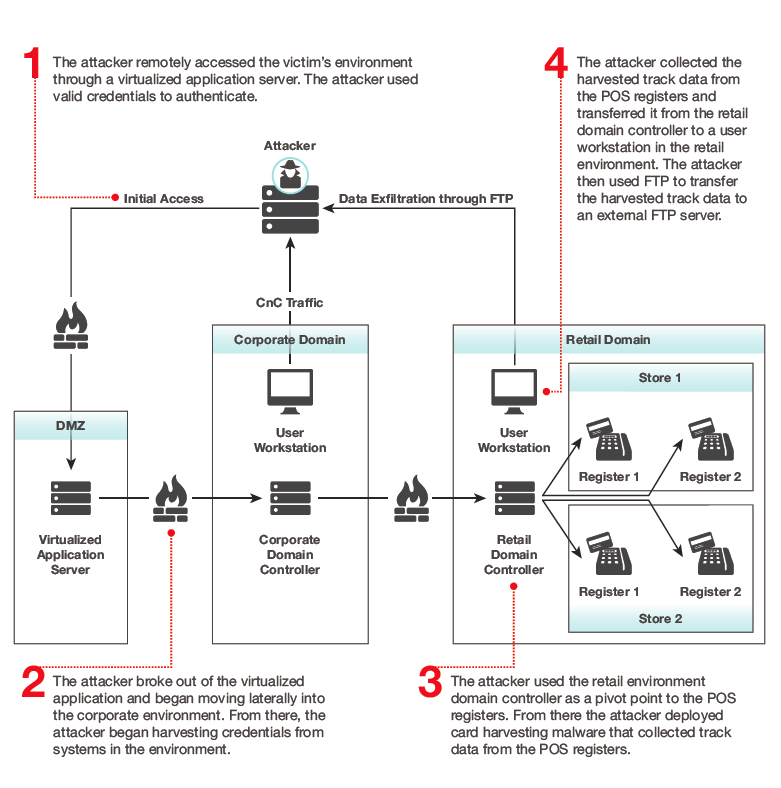 1
The attacker remotely accessed the victim’s environment
through a virtualized application server. The attacker used
valid credentials to authenticate.
4
The attacker collected the
harvested track data from
the POS registers and
transferred it from the retail
domain controller to a user
workstation in the retail
environment. The attacker
then used FTP to transfer
the harvested track data to
an external FTP server.
Attacker
Initial Access
Data Exfiltration through FTP
CnC Traffic
Corporate Domain
Retail Domain
User
Workstation
User
Workstation
Store 1
Register 1
Register 2
DMZ
Virtualized
Application
Server
Corporate
Domain
Controller
Retail
Domain
Controller
Register 1
Register 2
Store 2
2
The attacker broke out of the virtualized
application and began moving laterally into
the corporate environment. From there, the
attacker began harvesting credentials from
systems in the environment.
3
The attacker used the retail environment
domain controller as a pivot point to the POS
registers. From there the attacker deployed
card harvesting malware that collected track
data from the POS registers.